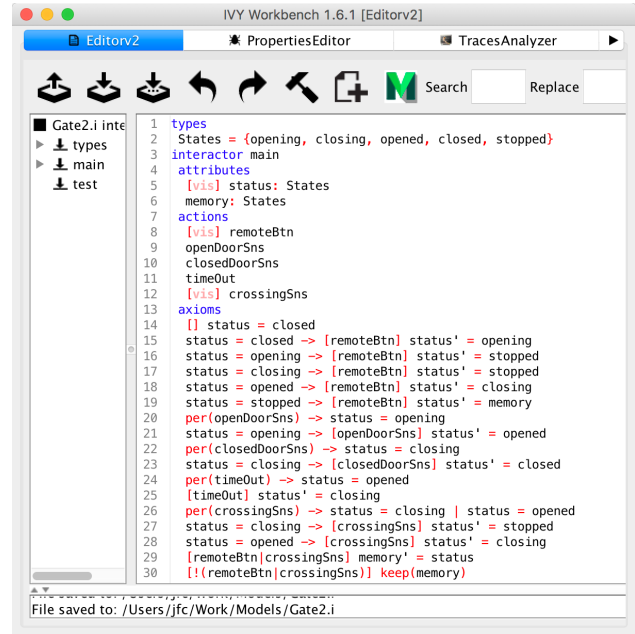 IVY Workbench 1.6.1 [Editorv2]
Editorv2 PropertiesEditor TracesAnalyzer
Search Replace
Gate2.i inte
types
main
test
1 types
2 States = {opening, closing, opened, closed, stopped}
3 interactor main
4 attributes
5 [vis] status: States
6 memory: States
7 actions
8 [vis] remoteBtn
9 openDoorSns
10 closedDoorSns
11 timeOut
12 [vis] crossingSns
13 axioms
14 [] status = closed
15 status = closed -> [remoteBtn] status' = opening
16 status = opening -> [remoteBtn] status' = stopped
17 status = closing -> [remoteBtn] status' = stopped
18 status = opened -> [remoteBtn] status' = closing
19 status = stopped -> [remoteBtn] status' = memory
20 per(openDoorSns) -> status = opening
21 status = opening -> [openDoorSns] status' = opened
22 per(closedDoorSns) -> status = closing
23 status = closing -> [closedDoorSns] status' = closed
24 per(timeOut) -> status = opened
25 [timeOut] status' = closing
26 per(crossingSns) -> status = closing | status = opened
27 status = closing -> [crossingSns] status' = stopped
28 status = opened -> [crossingSns] status' = closing
29 [remoteBtn|crossingSns] memory' = status
30 [!(remoteBtn|crossingSns)] keep(memory)
File saved to: /Users/jfc/Work/Models/Gate2.i